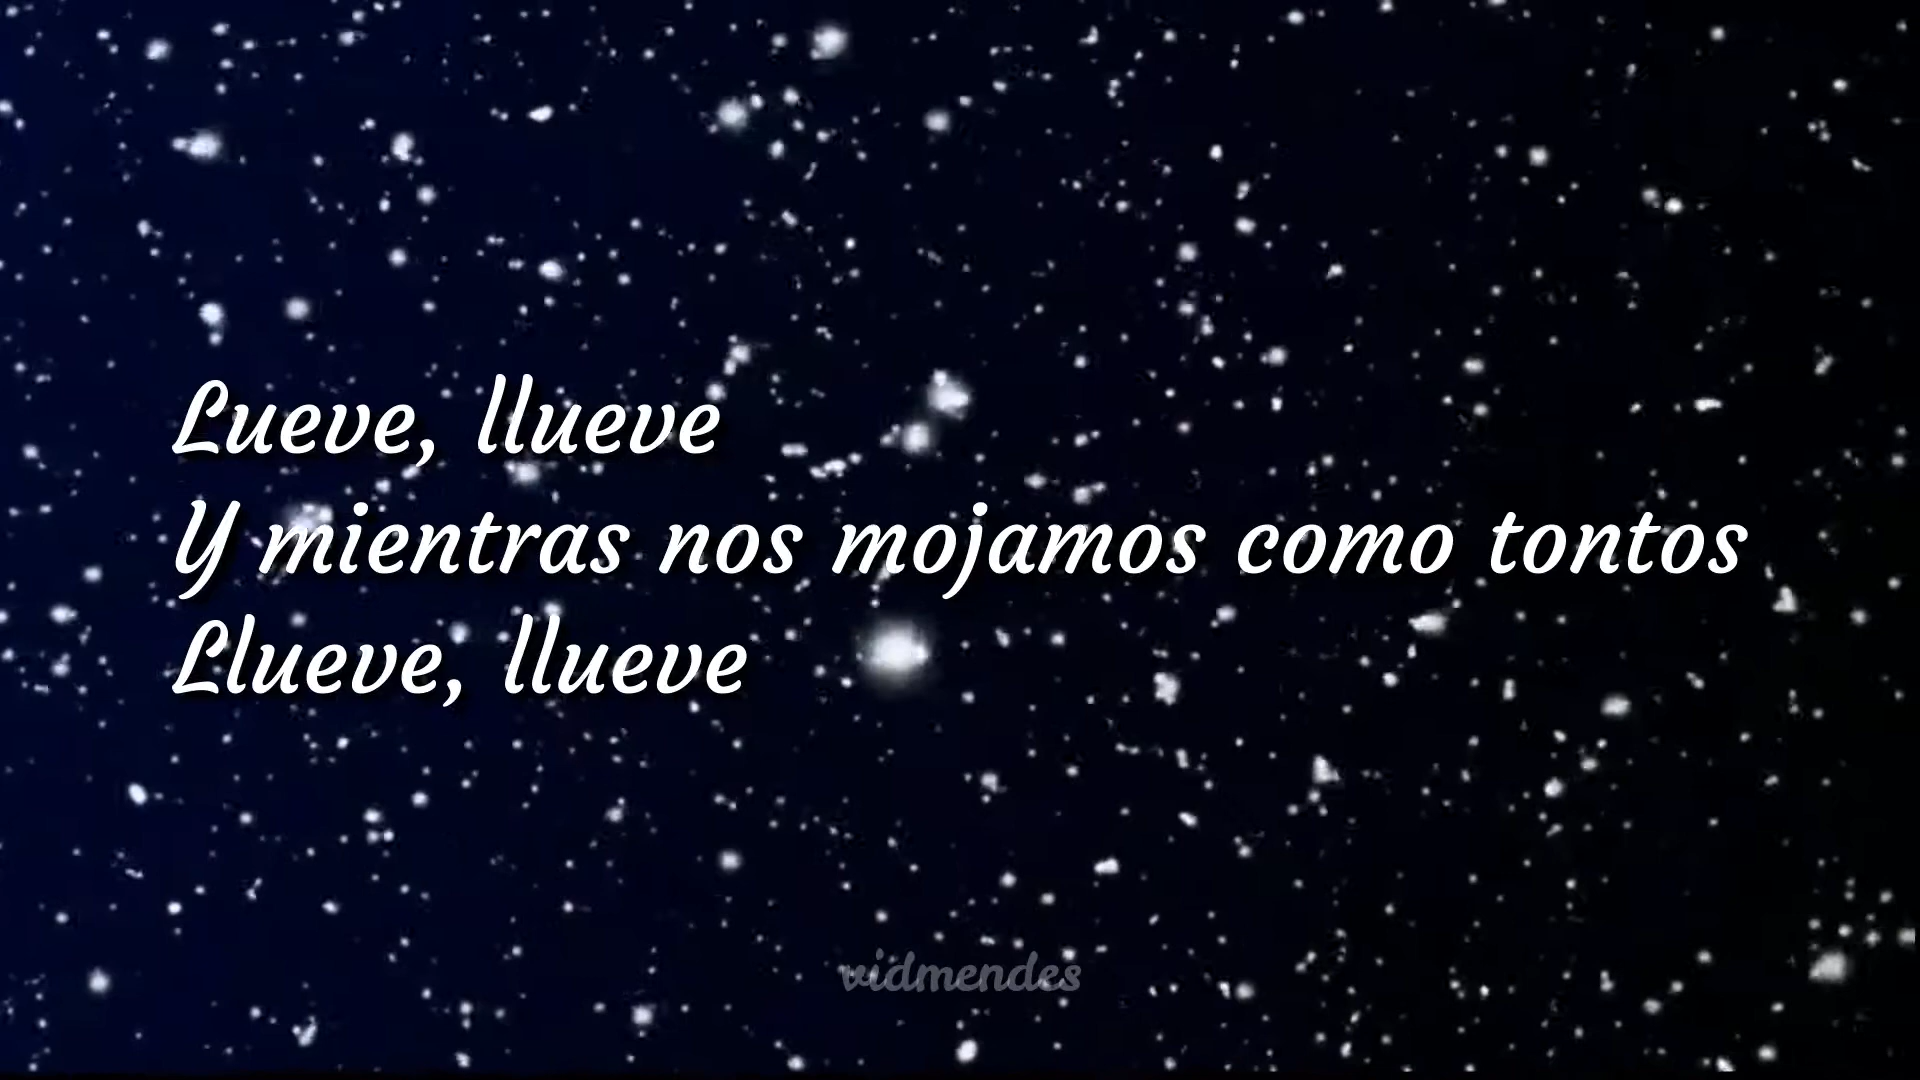 Lueve, llueve
Y mientras nos mojamos como tontos
Llueve, llueve
vidmendes